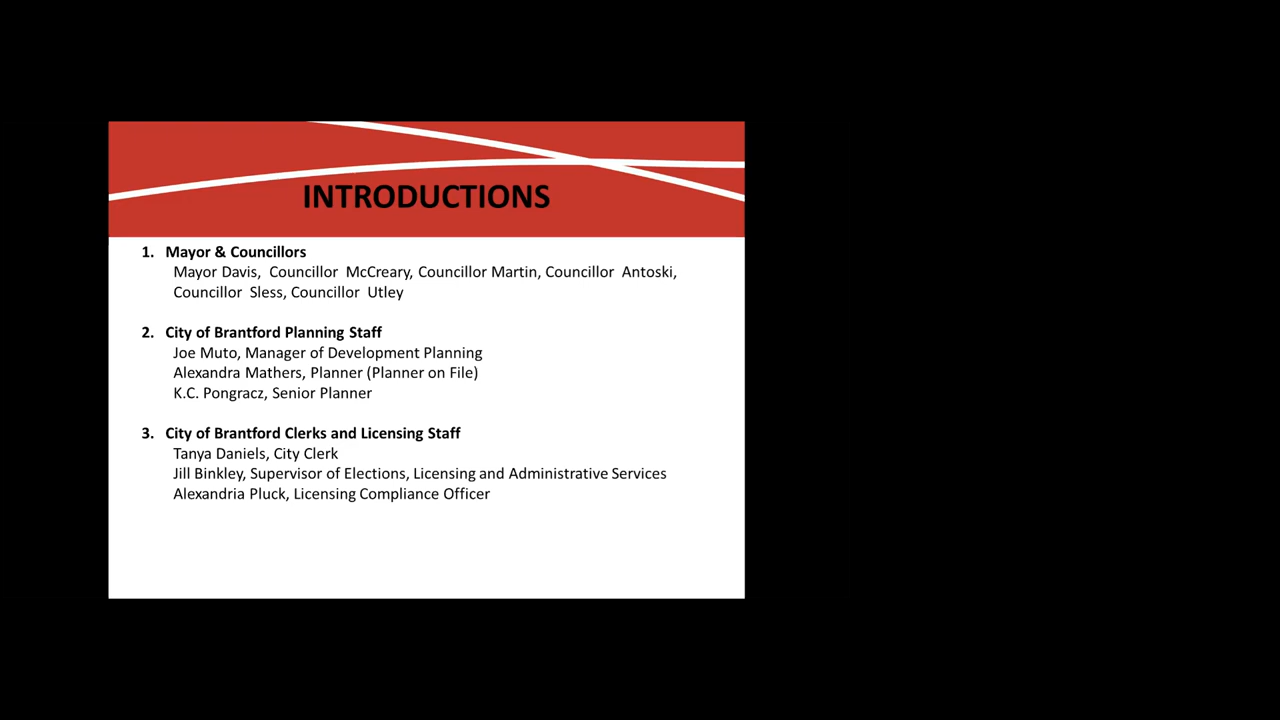 INTRODUCTIONS
1. Mayor & Councillors
Mayor Davis, Councillor McCreary, Councillor Martin, Councillor Antoski,
Councillor Sless, Councillor Utley
2. City of Brantford Planning Staff
Joe Muto, Manager of Development Planning
Alexandra Mathers, Planner (Planner on File)
K.C. Pongracz, Senior Planner
3. City of Brantford Clerks and Licensing Staff
Tanya Daniels, City Clerk
Jill Binkley, Supervisor of Elections, Licensing and Administrative Services
Alexandria Pluck, Licensing Compliance Officer